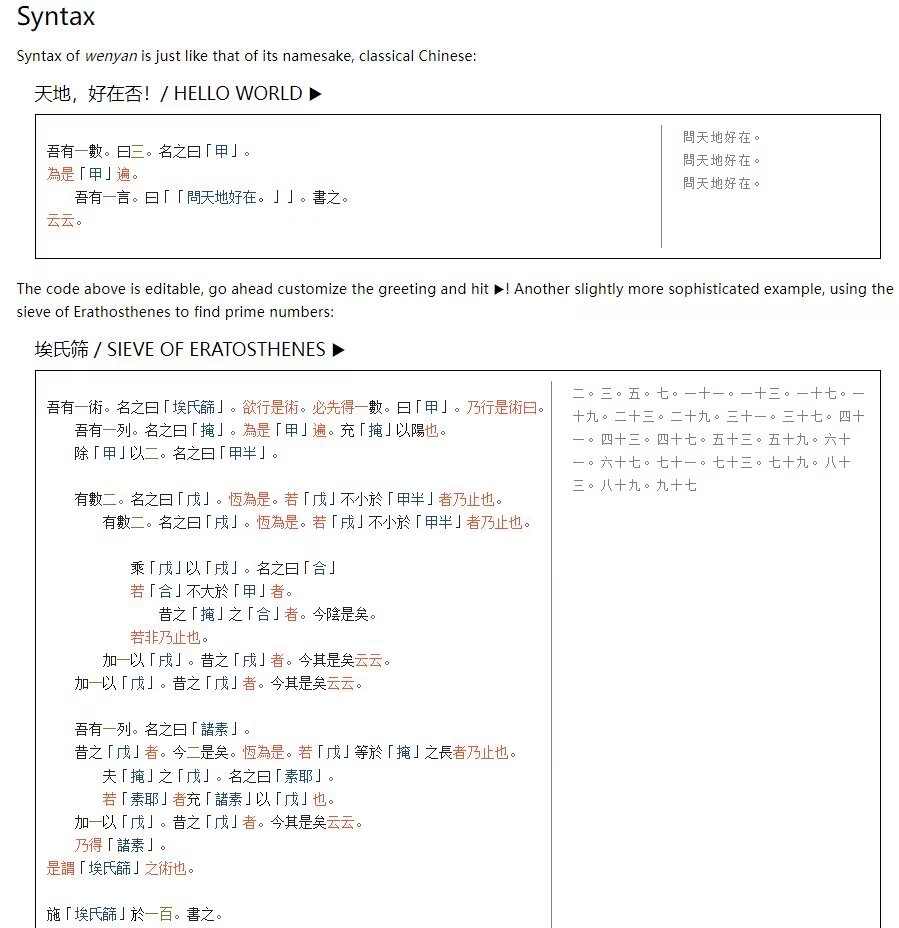 Syntax
Syntax of wenyan is just like that of its namesake, classical Chinese:
天地，好在否！/ HELLO WORLD ▶
吾有一數。曰三。名之曰「甲」。
為是「甲」遍。
吾有一言。曰「「問天地好在。」」。書之。
云云。
問天地好在。
問天地好在。
問天地好在。
The code above is editable, go ahead customize the greeting and hit ▶! Another slightly more sophisticated example, using the
sieve of Erathosthenes to find prime numbers:
埃氏筛 / SIEVE OF ERATOSTHENES ▶
吾有一術。名之曰「埃氏篩」。欲行是術。必先得一數。曰「甲」。乃行是術曰。
吾有一列。名之曰「掩」。為是「甲」遍。充「掩」以陽也。
除「甲」以二。名之曰「甲半」。
有數二。名之曰「戊」。恆為是。若「戊」不小於「甲半」者乃止也。
有數二。名之曰「戌」。恆為是。若「戌」不小於「甲半」者乃止也。
乘「戊」以「戌」。名之曰「合」
若「合」不大於「甲」者。
昔之「掩」之「合」者。今陰是矣。
若非乃止也。
加一以「戌」。昔之「戌」者。今其是矣云云。
加一以「戊」。昔之「戊」者。今其是矣云云。
吾有一列。名之曰「諸素」。
昔之「戊」者。今二是矣。恆為是。若「戊」等於「掩」之長者乃止也。
夫「掩」之「戊」。名之曰「素耶」。
若「素耶」者充「諸素」以「戊」也。
加一以「戊」。昔之「戊」者。今其是矣云云。
乃得「諸素」。
是謂「埃氏篩」之術也。
施「埃氏篩」於一百。書之。
二。三。五。七。一十一。一十三。一十七。一
十九。二十三。二十九。三十一。三十七。四十
一。四十三。四十七。五十三。五十九。六十
一。六十七。七十一。七十三。七十九。八十
三。八十九。九十七